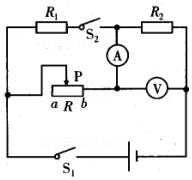 R₁ S₂ R₂
A
P
a R b V
S₁